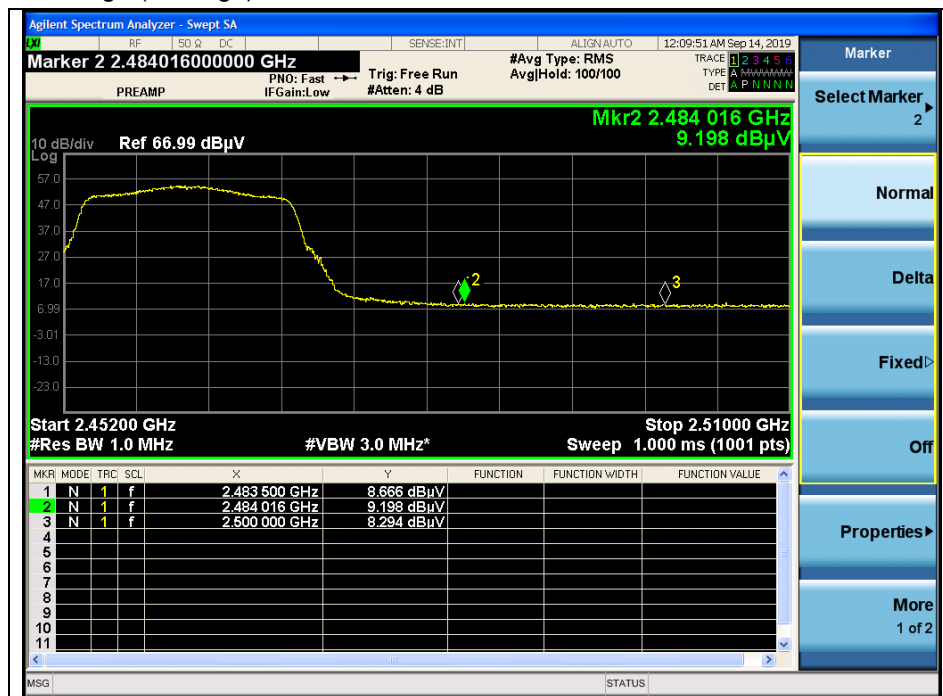 Agilent Spectrum Analyzer - Swept SA
LXI RF 50 Ω DC SENSE:INT ALIGN AUTO 12:09:51 AM Sep 14, 2019
Marker 2 2.484016000000 GHz
PREAMP
PNO: Fast
IFGain:Low
Trig: Free Run
#Atten: 4 dB
#Avg Type: RMS
Avg|Hold: 100/100
TRACE 1 2 3 4 5 6
TYPE A MWWWWW
DET A P N N N N
Mkr2 2.484 016 GHz
9.198 dBµV
10 dB/div Ref 66.99 dBµV
Log
57.0
47.0
37.0
27.0
17.0
6.99
-3.01
-13.0
-23.0
2
3
Start 2.45200 GHz Stop 2.51000 GHz
#Res BW 1.0 MHz #VBW 3.0 MHz* Sweep 1.000 ms (1001 pts)
MKR MODE TRC SCL X Y FUNCTION FUNCTION WIDTH FUNCTION VALUE
1 N 1 f 2.483 500 GHz 8.666 dBµV
2 N 1 f 2.484 016 GHz 9.198 dBµV
3 N 1 f 2.500 000 GHz 8.294 dBµV
4
5
6
7
8
9
10
11
MSG STATUS
Marker
Select Marker
2
Normal
Delta
Fixed
Off
Properties
More
1 of 2